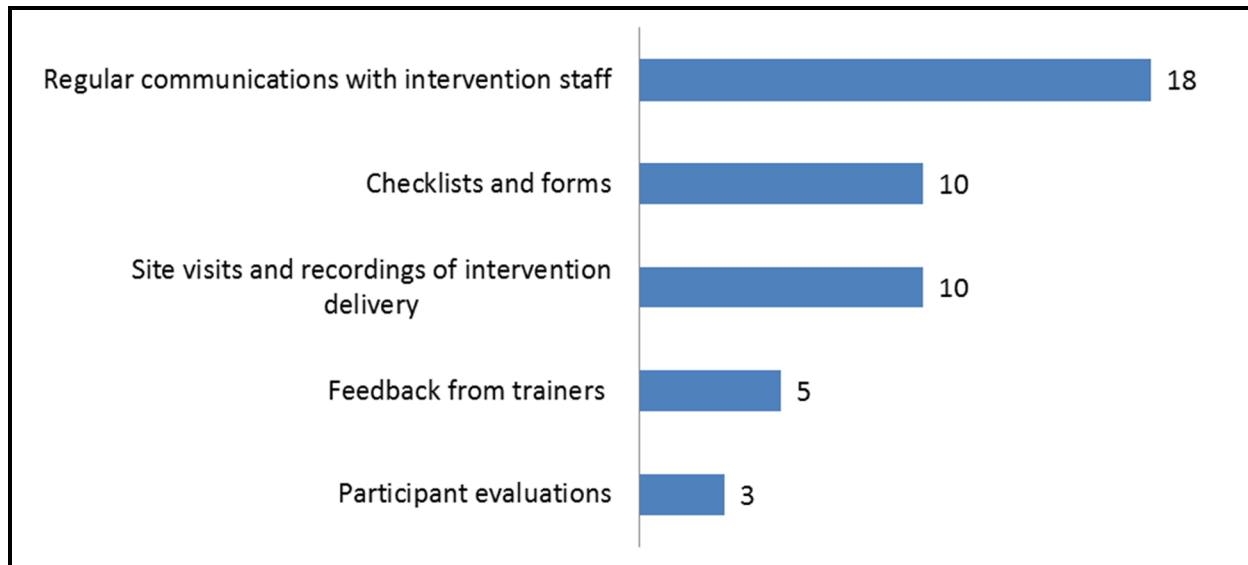 Regular communications with intervention staff 18
Checklists and forms 10
Site visits and recordings of intervention
delivery 10
Feedback from trainers 5
Participant evaluations 3